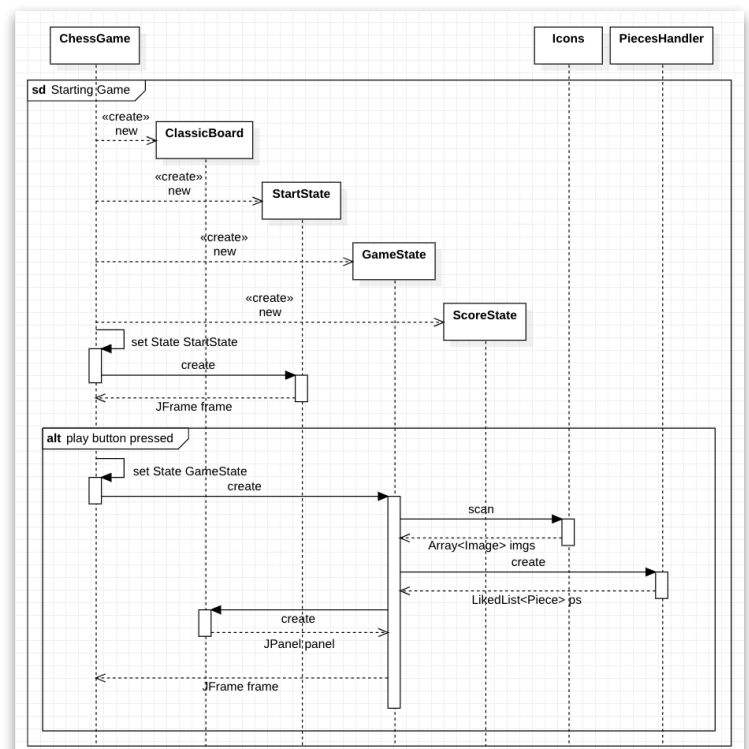 ChessGame
Icons
PiecesHandler
sd Starting Game
«create»
new
ClassicBoard
«create»
new
StartState
«create»
new
GameState
«create»
new
ScoreState
set State StartState
create
JFrame frame
alt play button pressed
set State GameState
create
scan
Array<Image> imgs
create
LikedList<Piece> ps
create
JPanel panel
JFrame frame